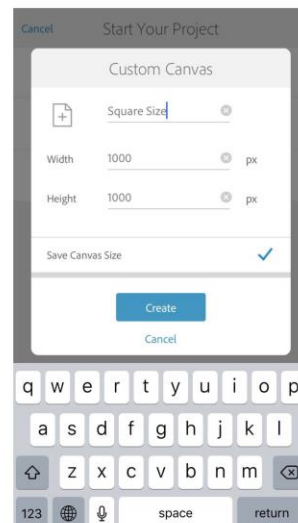 Cancel Start Your Project
Custom Canvas
Square Size
Width 1000 px
Height 1000 px
Save Canvas Size
Create
Cancel
q w e r t y u i o p
a s d f g h j k l
z x c v b n m
123 space return